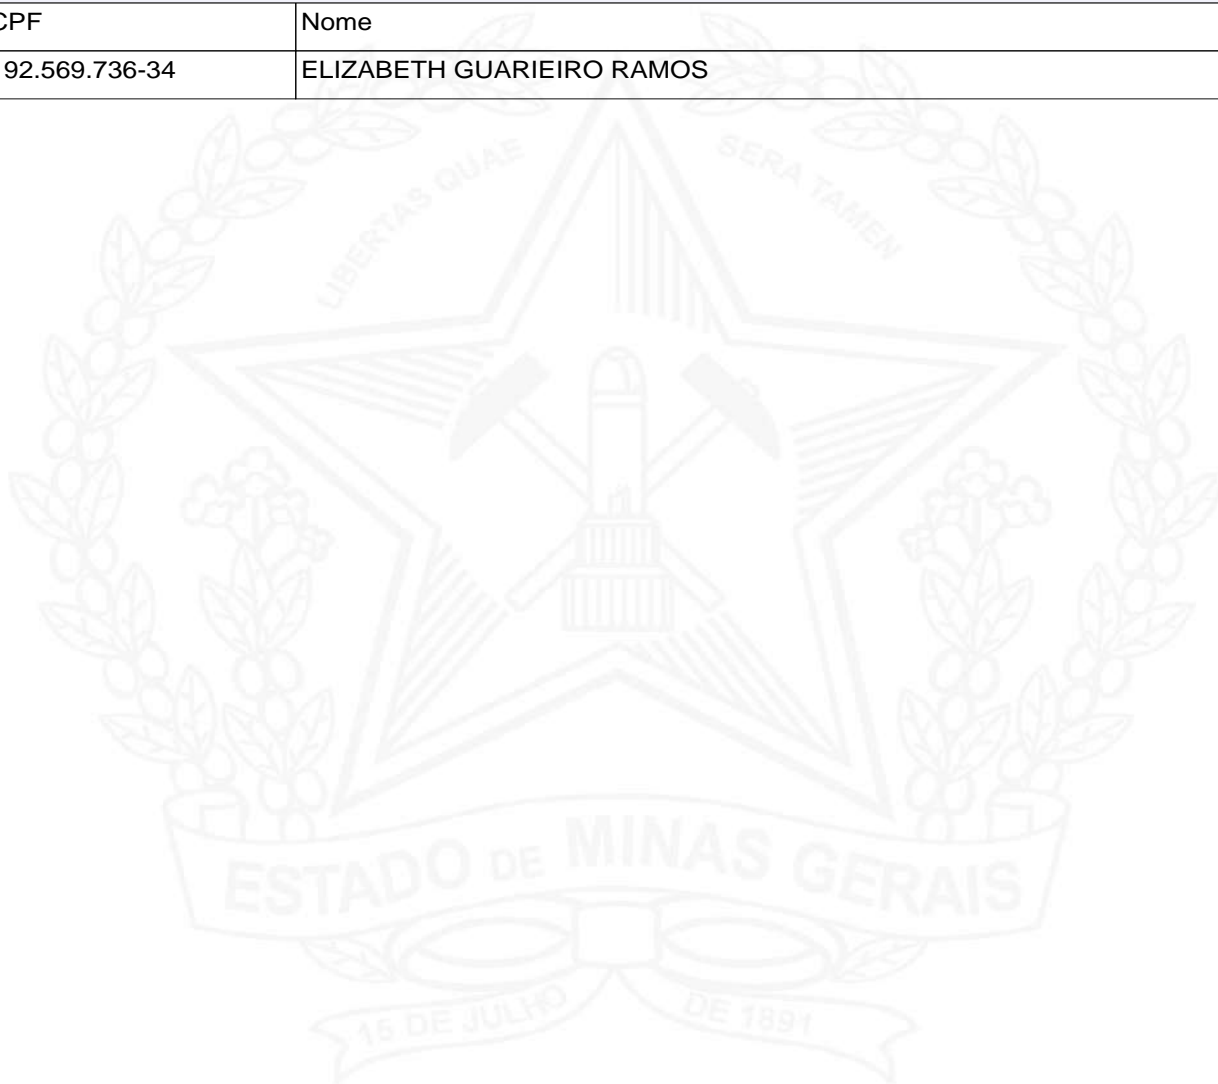 CPF Nome
92.569.736-34 ELIZABETH GUARIEIRO RAMOS
LIBERTAS QUAE SERA TAMEN
ESTADO DE MINAS GERAIS
15 DE JULHO DE 1891